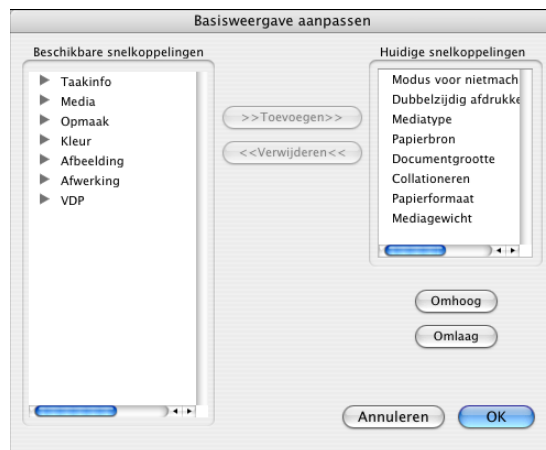 Basisweergave aanpassen
Beschikbare snelkoppelingen
Taakinfo
Media
Opmaak
Kleur
Afbeelding
Afwerking
VDP
>>Toevoegen>>
<<Verwijderen<<
Huidige snelkoppelingen
Modus voor nietmach
Dubbelzijdig afdrukke
Mediatype
Papierbron
Documentgrootte
Collationeren
Papierformaat
Mediagewicht
Omhoog
Omlaag
Annuleren
OK